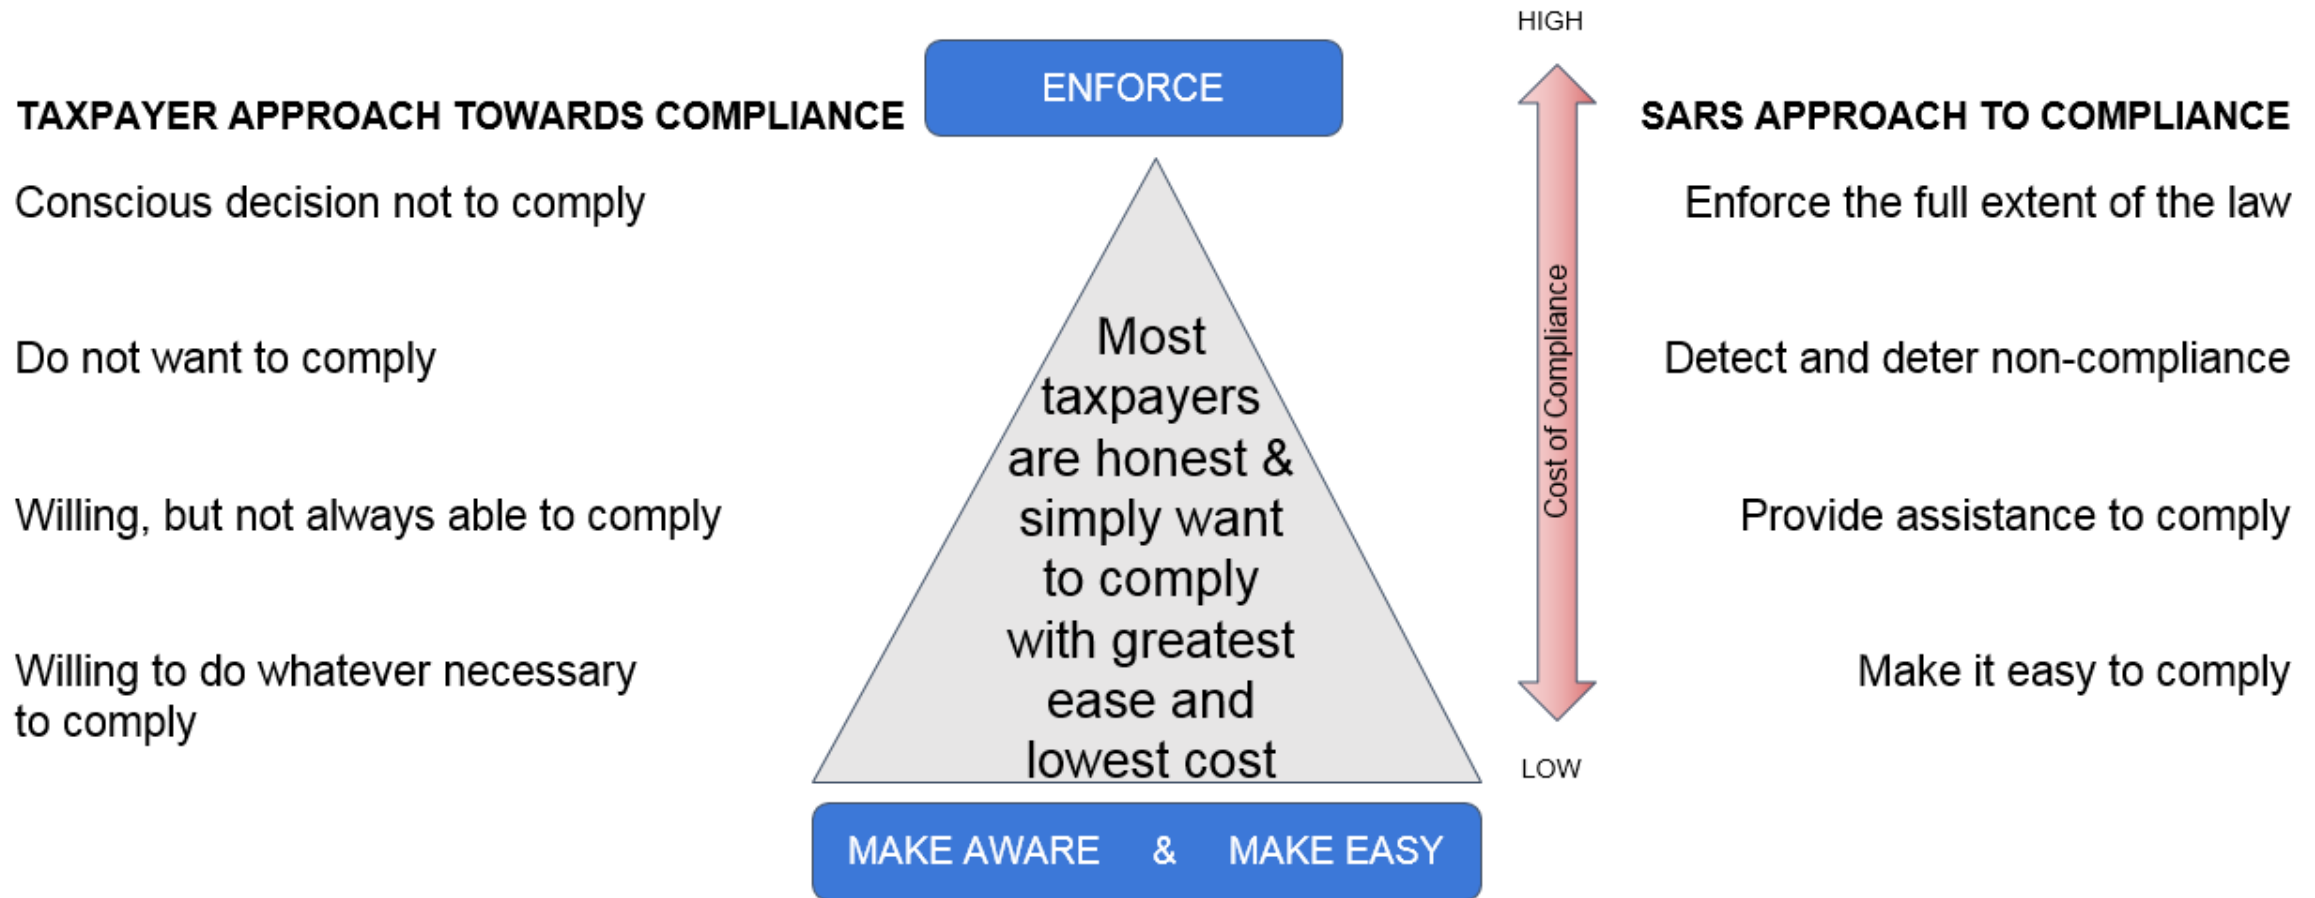 HIGH
ENFORCE
TAXPAYER APPROACH TOWARDS COMPLIANCE
SARS APPROACH TO COMPLIANCE
Conscious decision not to comply
Enforce the full extent of the law
Do not want to comply
Detect and deter non-compliance
Willing, but not always able to comply
Provide assistance to comply
Willing to do whatever necessary
to comply
Make it easy to comply
Most
taxpayers
are honest &
simply want
to comply
with greatest
ease and
lowest cost
Cost of Compliance
LOW
MAKE AWARE & MAKE EASY